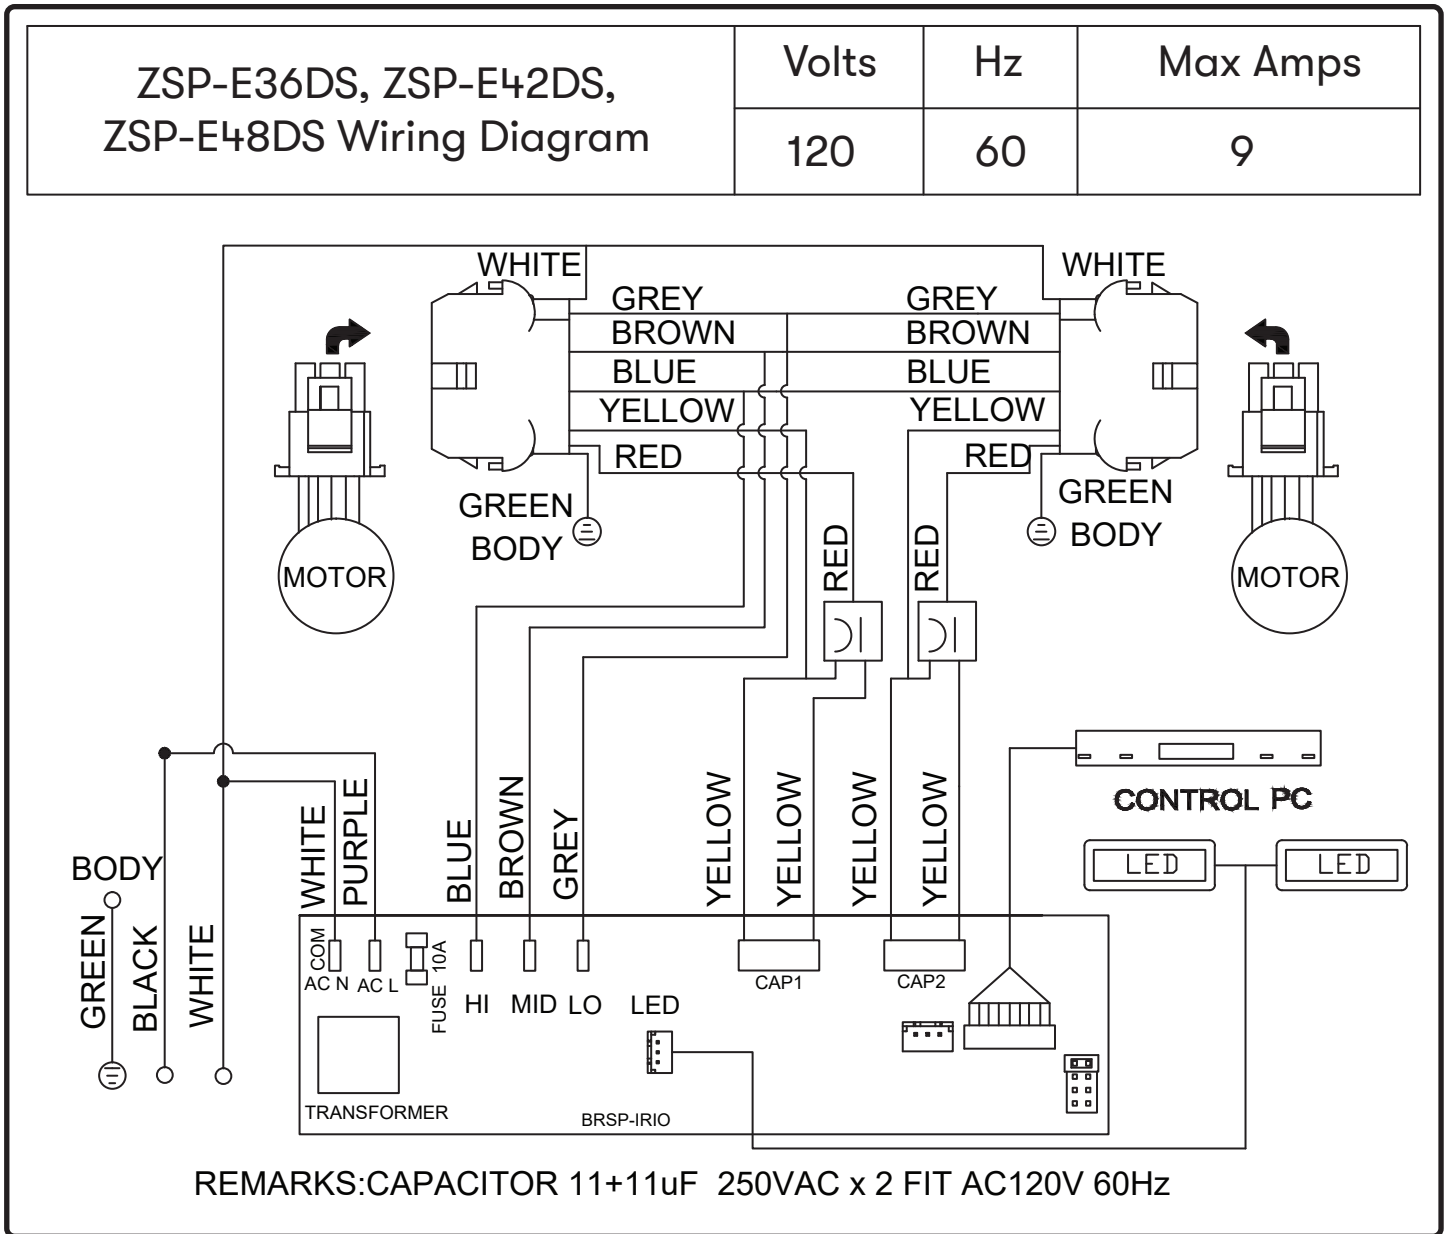 ZSP-E36DS, ZSP-E42DS,
ZSP-E48DS Wiring Diagram
Volts
Hz
Max Amps
120
60
9
WHITE
WHITE
GREY
GREY
BROWN
BROWN
BLUE
BLUE
YELLOW
YELLOW
RED
RED
GREEN
BODY
GREEN
BODY
MOTOR
MOTOR
RED
RED
WHITE
PURPLE
BLUE
BROWN
GREY
YELLOW
YELLOW
YELLOW
YELLOW
CONTROL PC
LED
LED
BODY
GREEN
BLACK
WHITE
COM
AC N
AC L
FUSE 10A
HI
MID
LO
LED
CAP1
CAP2
TRANSFORMER
BRSP-IRIO
REMARKS:CAPACITOR 11+11uF 250VAC x 2 FIT AC120V 60Hz